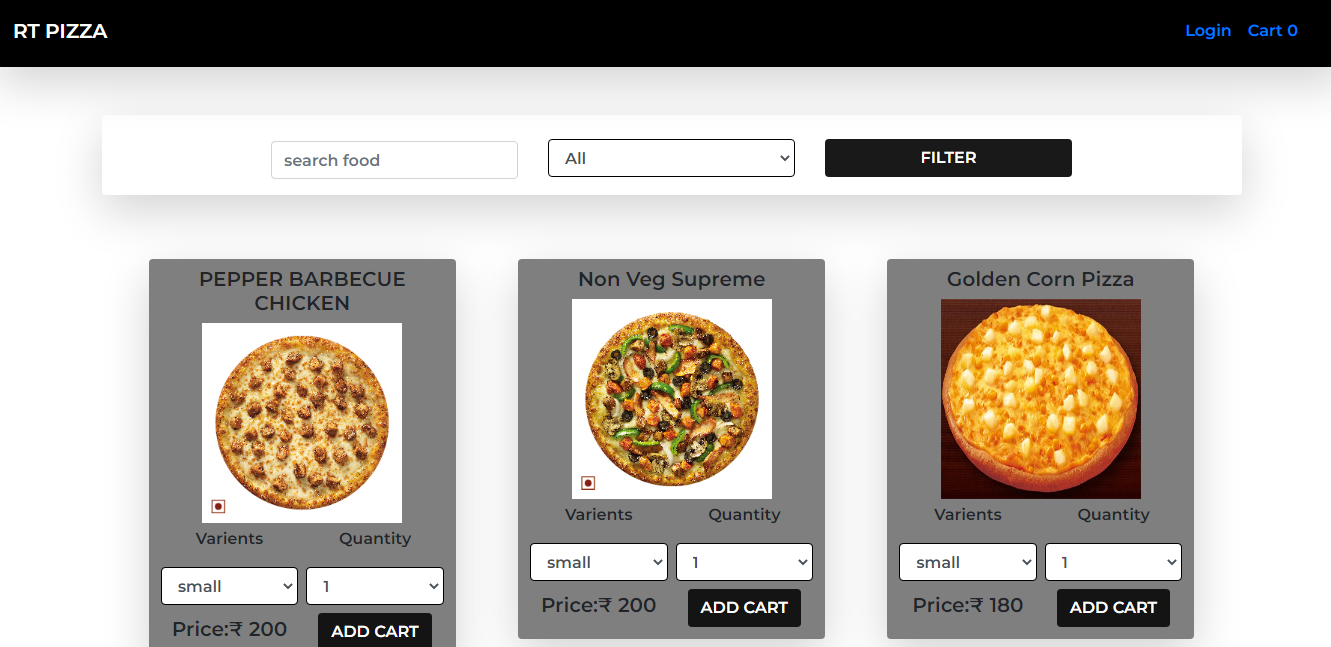 RT PIZZA
Login Cart 0
search food All FILTER
PEPPER BARBECUE
CHICKEN
Varients Quantity
small 1
Price:₹ 200 ADD CART
Non Veg Supreme
Varients Quantity
small 1
Price:₹ 200 ADD CART
Golden Corn Pizza
Varients Quantity
small 1
Price:₹ 180 ADD CART